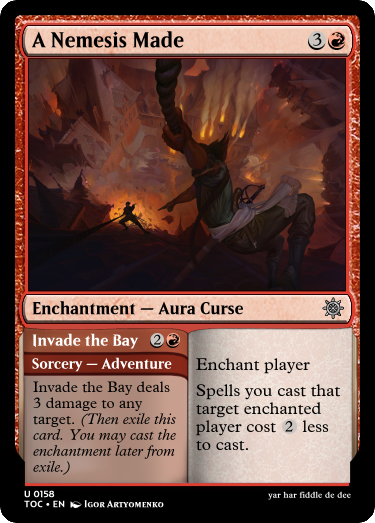 A Nemesis Made 3
Enchantment — Aura Curse
Invade the Bay 2
Sorcery — Adventure
Invade the Bay deals
3 damage to any
target. (Then exile this
card. You may cast the
enchantment later from
exile.)
Enchant player
Spells you cast that
target enchanted
player cost 2 less
to cast.
U 0158
TOC • EN Igor Artyomenko
yar har fiddle de dee